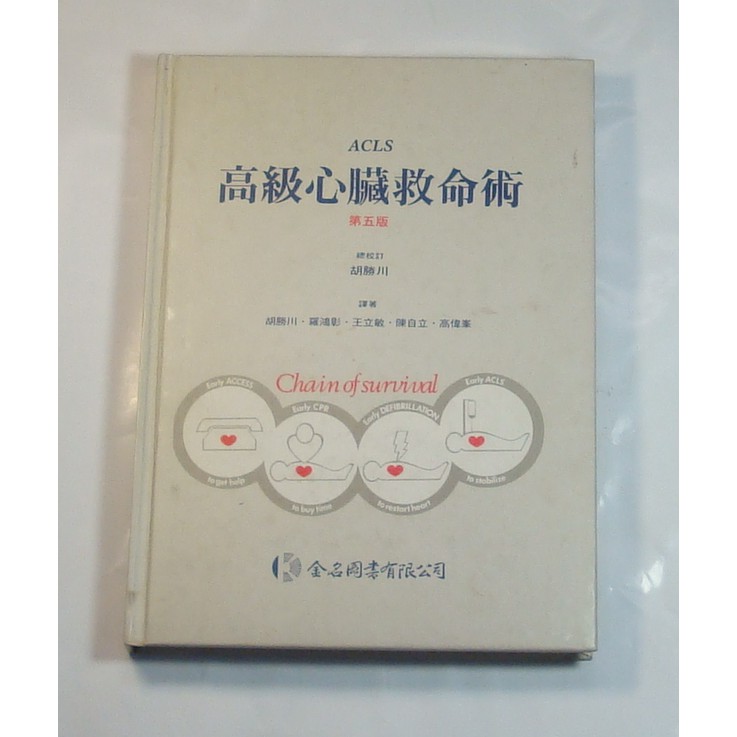 ACLS
高級心臟救命術
第五版
總校訂
胡勝川
譯著
胡勝川・羅鴻彰・王立敏・陳自立・高偉峯
Chain of survival
Early ACCESS
to get help
Early CPR
to buy time
Early DEFIBRILLATION
to restart heart
Early ACLS
to stabilize
金名圖書有限公司